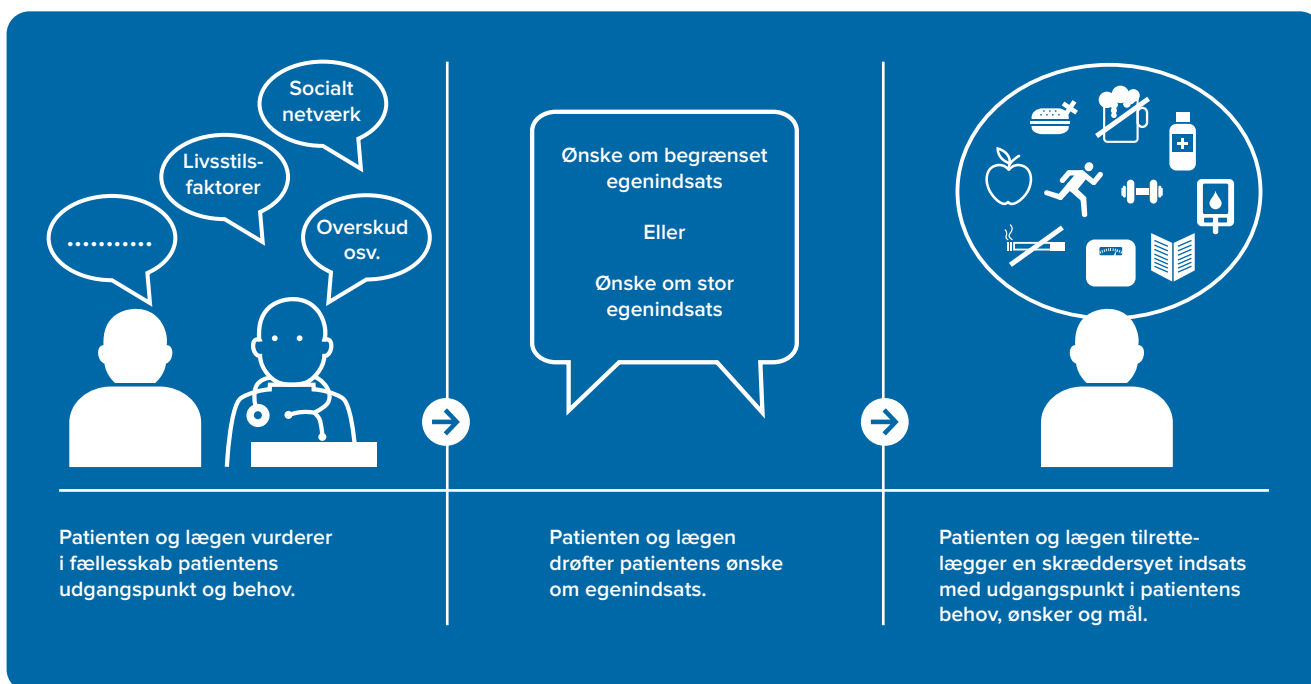 Socialt
netværk
Livsstils-
faktorer
...........
Overskud
osv.
Patienten og lægen vurderer
i fællesskab patientens
udgangspunkt og behov.
Ønske om begrænset
egenindsats
Eller
Ønske om stor
egenindsats
Patienten og lægen
drøfter patientens ønske
om egenindsats.
Patienten og lægen tilrette-
lægger en skræddersyet indsats
med udgangspunkt i patientens
behov, ønsker og mål.